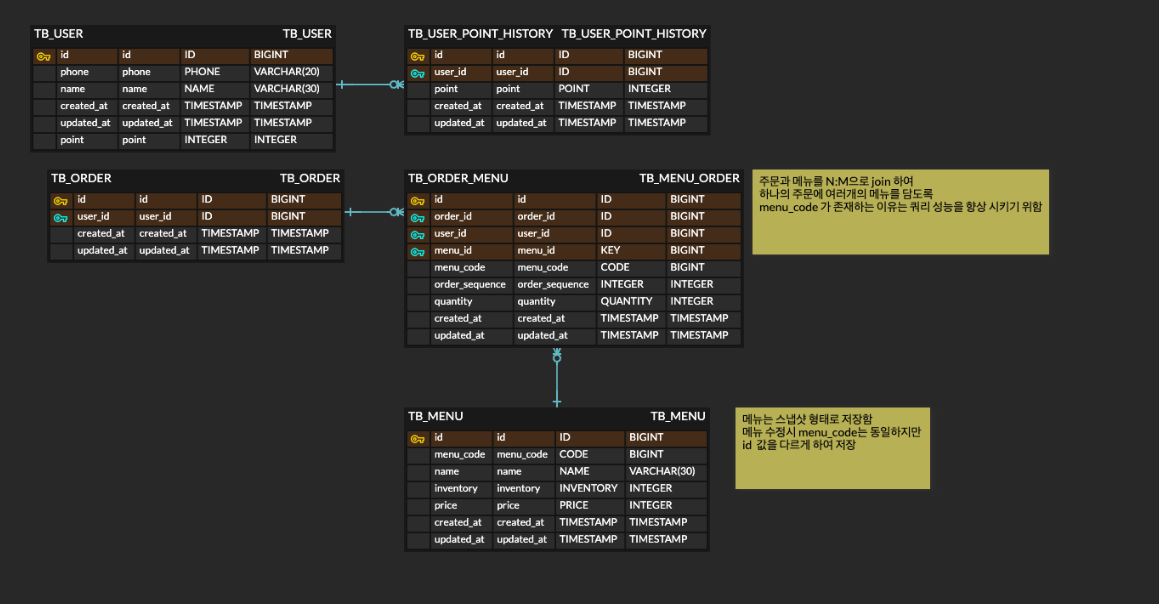 TB_USER TB_USER
id id ID BIGINT
phone phone PHONE VARCHAR(20)
name name NAME VARCHAR(30)
created_at created_at TIMESTAMP TIMESTAMP
updated_at updated_at TIMESTAMP TIMESTAMP
point point INTEGER INTEGER
TB_USER_POINT_HISTORY TB_USER_POINT_HISTORY
id id ID BIGINT
user_id user_id ID BIGINT
point point POINT INTEGER
created_at created_at TIMESTAMP TIMESTAMP
updated_at updated_at TIMESTAMP TIMESTAMP
TB_ORDER TB_ORDER
id id ID BIGINT
user_id user_id ID BIGINT
created_at created_at TIMESTAMP TIMESTAMP
updated_at updated_at TIMESTAMP TIMESTAMP
TB_ORDER_MENU TB_MENU_ORDER
id id ID BIGINT
order_id order_id ID BIGINT
user_id user_id ID BIGINT
menu_id menu_id KEY BIGINT
menu_code menu_code CODE BIGINT
order_sequence order_sequence INTEGER INTEGER
quantity quantity QUANTITY INTEGER
created_at created_at TIMESTAMP TIMESTAMP
updated_at updated_at TIMESTAMP TIMESTAMP
주문과 메뉴를 N:M으로 join 하여
하나의 주문에 여러개의 메뉴를 담도록
menu_code 가 존재하는 이유는 쿼리 성능을 향상 시키기 위함
TB_MENU TB_MENU
id id ID BIGINT
menu_code menu_code CODE BIGINT
name name NAME VARCHAR(30)
inventory inventory INVENTORY INTEGER
price price PRICE INTEGER
created_at created_at TIMESTAMP TIMESTAMP
updated_at updated_at TIMESTAMP TIMESTAMP
메뉴는 스냅샷 형태로 저장함
메뉴 수정시 menu_code는 동일하지만
id 값을 다르게 하여 저장